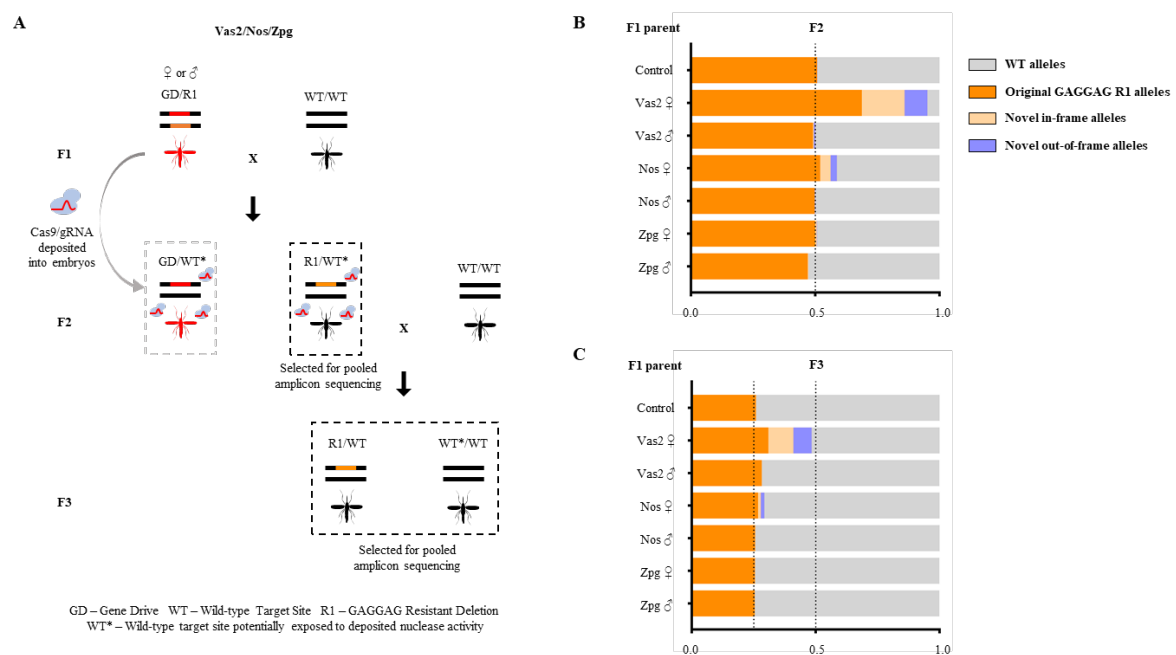 A
Vas2/Nos/Zpg
♀ or ♂
GD/R1
WT/WT
F1
X
Cas9/gRNA
deposited
into embryos
GD/WT*
R1/WT*
WT/WT
F2
X
Selected for pooled
amplicon sequencing
R1/WT
WT*/WT
F3
Selected for pooled
amplicon sequencing
GD – Gene Drive WT – Wild-type Target Site R1 – GAGGAG Resistant Deletion
WT* – Wild-type target site potentially exposed to deposited nuclease activity
B
F1 parent
F2
Control
Vas2 ♀
Vas2 ♂
Nos ♀
Nos ♂
Zpg ♀
Zpg ♂
0.0
0.5
1.0
WT alleles
Original GAGGAG R1 alleles
Novel in-frame alleles
Novel out-of-frame alleles
C
F1 parent
F3
Control
Vas2 ♀
Vas2 ♂
Nos ♀
Nos ♂
Zpg ♀
Zpg ♂
0.0
0.5
1.0